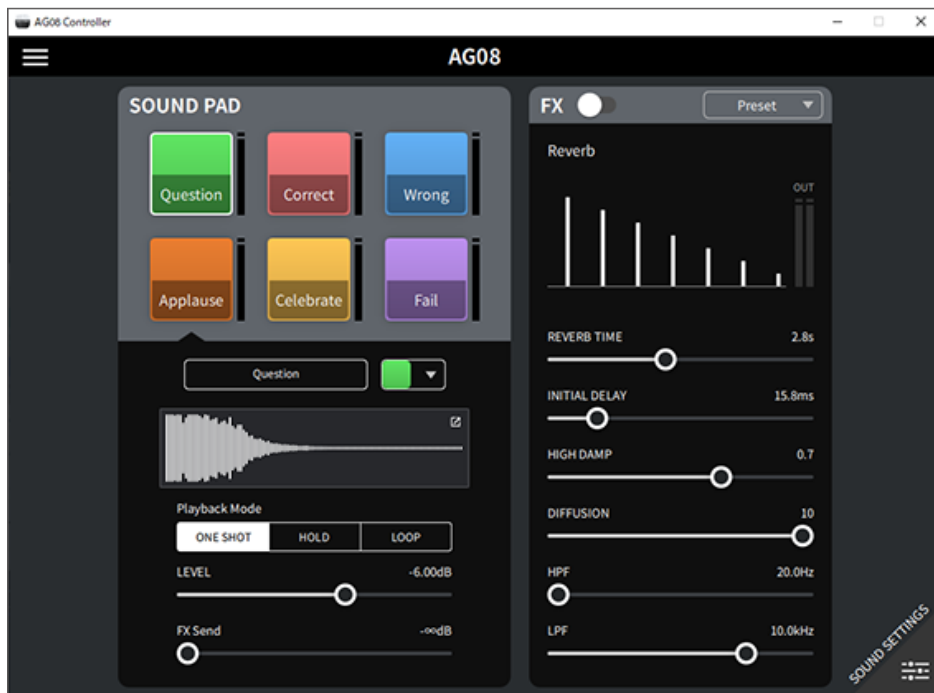 AG08 Controller
AG08
SOUND PAD
Question
Correct
Wrong
Applause
Celebrate
Fail
Question
Playback Mode
ONE SHOT
HOLD
LOOP
LEVEL
-6.00dB
FX Send
-∞dB
FX
Preset
Reverb
OUT
REVERB TIME
2.8s
INITIAL DELAY
15.8ms
HIGH DAMP
0.7
DIFFUSION
10
HPF
20.0Hz
LPF
10.0kHz
SOUND SETTINGS